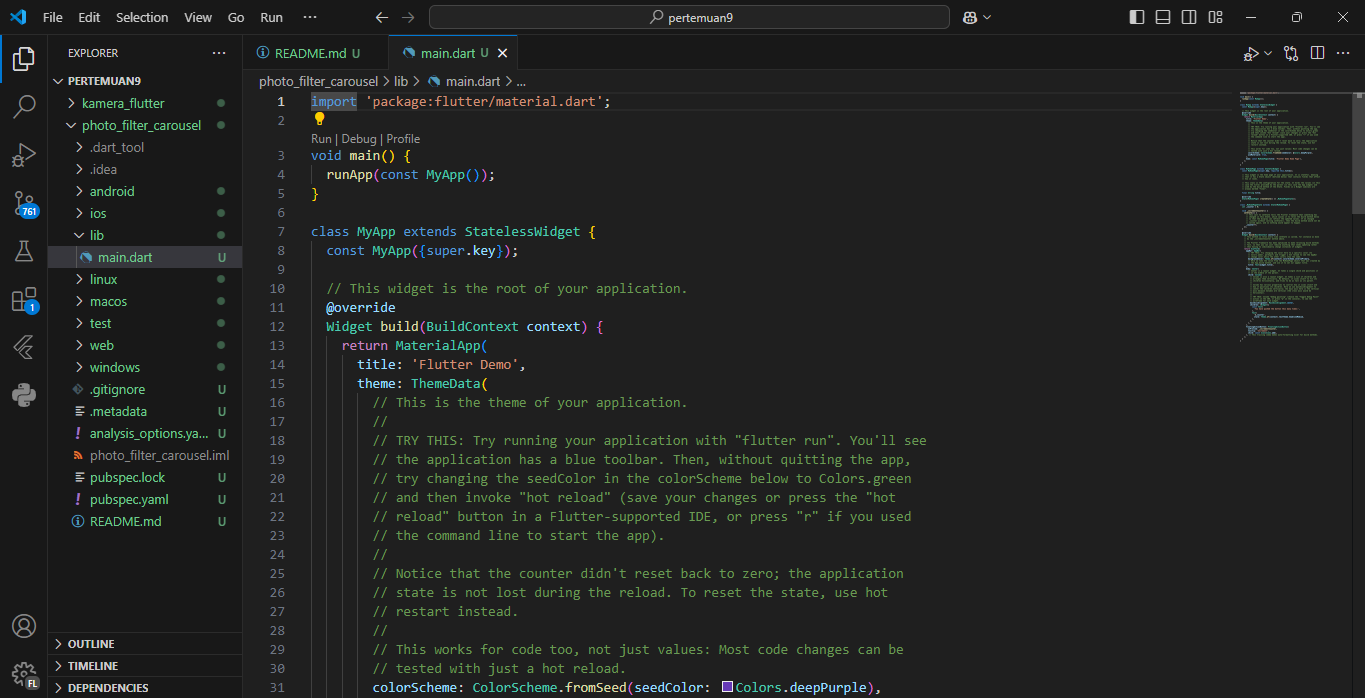 File Edit Selection View Go Run ··· pertemuan9
EXPLORER ···
README.md U main.dart U
PERTEMUAN9
photo_filter_carousel > lib > main.dart > ...
kamera_flutter
photo_filter_carousel
.dart_tool
.idea
android
ios
lib
main.dart U
linux
macos
test
web
windows
.gitignore U
.metadata U
analysis_options.ya... U
photo_filter_carousel.iml
pubspec.lock U
pubspec.yaml U
README.md U
OUTLINE
TIMELINE
DEPENDENCIES
761
1
FL
1 import 'package:flutter/material.dart';
2
Run | Debug | Profile
3 void main() {
4 runApp(const MyApp());
5 }
6
7 class MyApp extends StatelessWidget {
8 const MyApp({super.key});
9
10 // This widget is the root of your application.
11 @override
12 Widget build(BuildContext context) {
13 return MaterialApp(
14 title: 'Flutter Demo',
15 theme: ThemeData(
16 // This is the theme of your application.
17 //
18 // TRY THIS: Try running your application with "flutter run". You'll see
19 // the application has a blue toolbar. Then, without quitting the app,
20 // try changing the seedColor in the colorScheme below to Colors.green
21 // and then invoke "hot reload" (save your changes or press the "hot
22 // reload" button in a Flutter-supported IDE, or press "r" if you used
23 // the command line to start the app).
24 //
25 // Notice that the counter didn't reset back to zero; the application
26 // state is not lost during the reload. To reset the state, use hot
27 // restart instead.
28 //
29 // This works for code too, not just values: Most code changes can be
30 // tested with just a hot reload.
31 colorScheme: ColorScheme.fromSeed(seedColor: Colors.deepPurple),